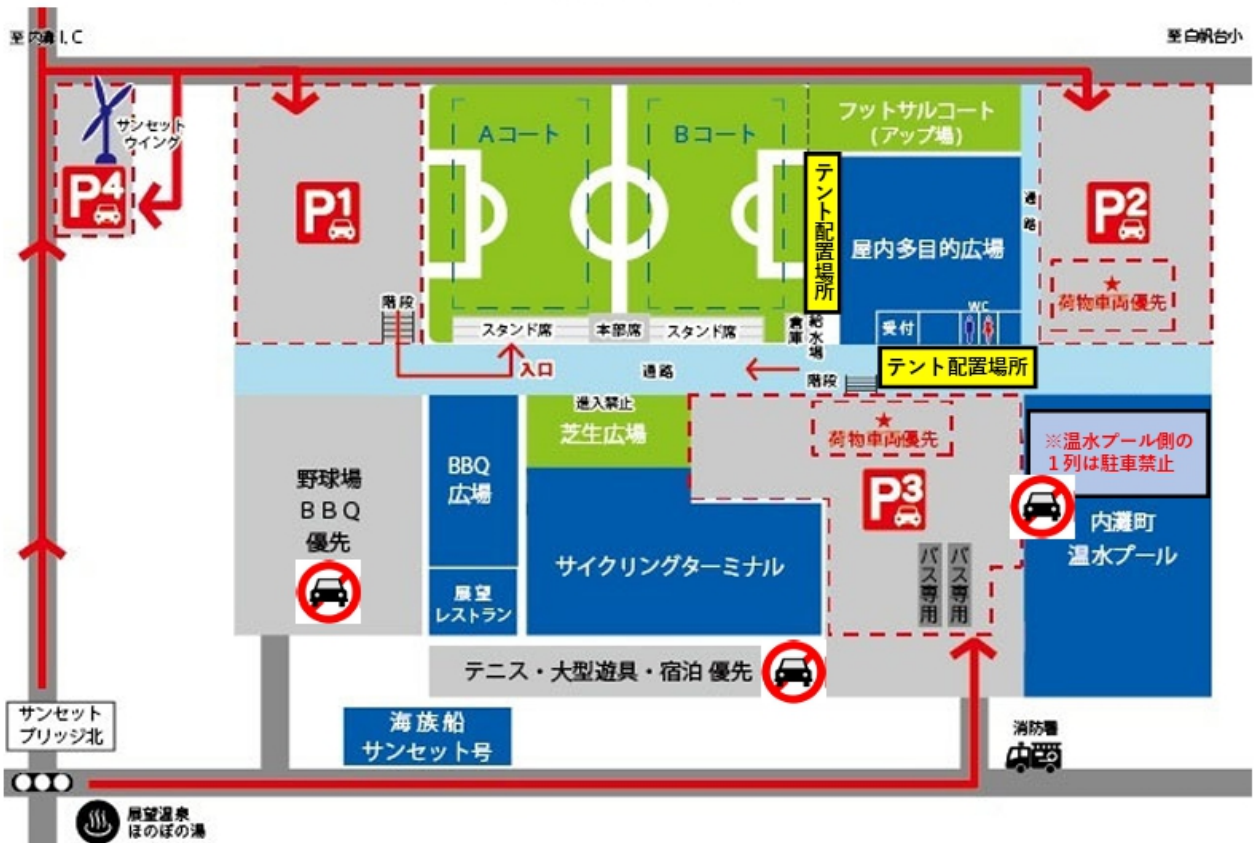 至内灘I.C
至白帆台小
サンセット
ウイング
P4
P1
階段
Aコート
Bコート
フットサルコート
(アップ場)
テント配置場所
屋内多目的広場
通路
P2
★
荷物車両優先
スタンド席
本部席
スタンド席
倉庫
給水場
受付
WC
入口
通路
階段
テント配置場所
進入禁止
芝生広場
★
荷物車両優先
※温水プール側の
１列は駐車禁止
野球場
ＢＢＱ
優先
BBQ
広場
P3
内灘町
温水プール
サイクリングターミナル
バス専用
バス専用
展望
レストラン
テニス・大型遊具・宿泊 優先
サンセット
ブリッジ北
海族船
サンセット号
消防署
展望温泉
ほのぼの湯